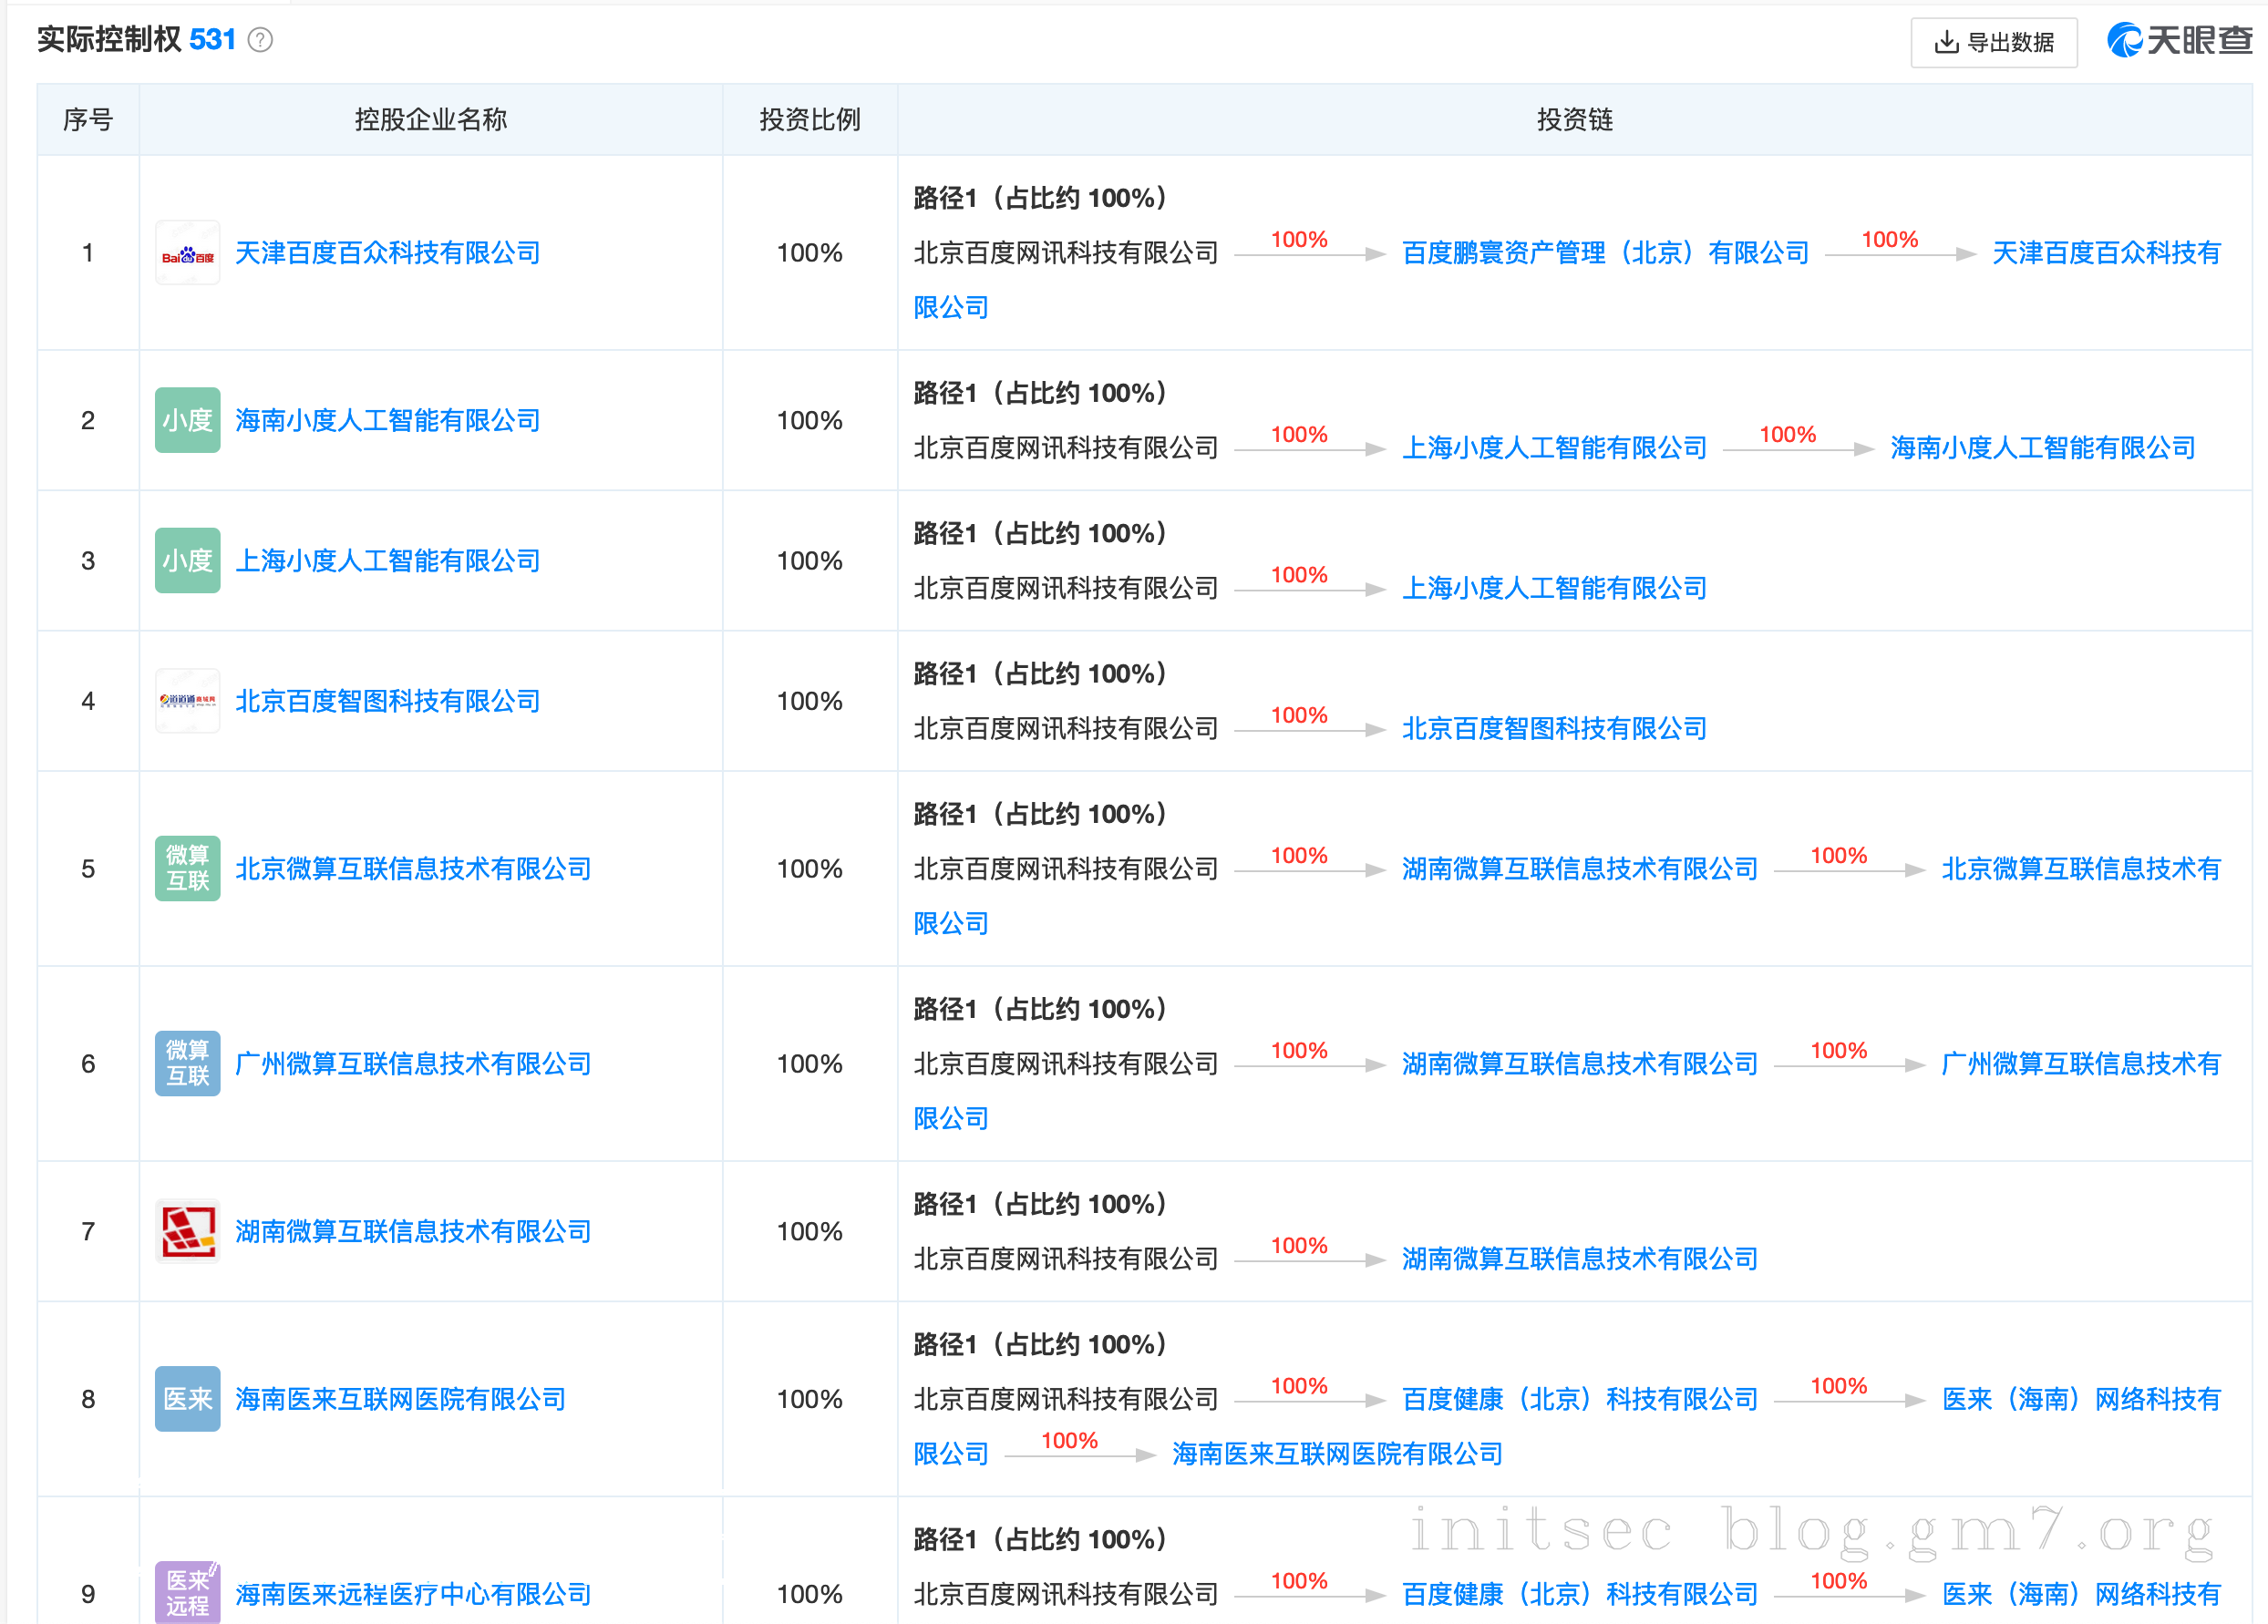 实际控制权 531 ?
导出数据
天眼查
序号 控股企业名称 投资比例 投资链
1
Bai百度
天津百度百众科技有限公司
100%
路径1（占比约 100%）
北京百度网讯科技有限公司 100% 百度鹏寰资产管理（北京）有限公司 100% 天津百度百众科技有
限公司
2
小度
海南小度人工智能有限公司
100%
路径1（占比约 100%）
北京百度网讯科技有限公司 100% 上海小度人工智能有限公司 100% 海南小度人工智能有限公司
3
小度
上海小度人工智能有限公司
100%
路径1（占比约 100%）
北京百度网讯科技有限公司 100% 上海小度人工智能有限公司
4
道道通
北京百度智图科技有限公司
100%
路径1（占比约 100%）
北京百度网讯科技有限公司 100% 北京百度智图科技有限公司
5
微算
互联
北京微算互联信息技术有限公司
100%
路径1（占比约 100%）
北京百度网讯科技有限公司 100% 湖南微算互联信息技术有限公司 100% 北京微算互联信息技术有
限公司
6
微算
互联
广州微算互联信息技术有限公司
100%
路径1（占比约 100%）
北京百度网讯科技有限公司 100% 湖南微算互联信息技术有限公司 100% 广州微算互联信息技术有
限公司
7
湖南微算互联信息技术有限公司
100%
路径1（占比约 100%）
北京百度网讯科技有限公司 100% 湖南微算互联信息技术有限公司
8
医来
海南医来互联网医院有限公司
100%
路径1（占比约 100%）
北京百度网讯科技有限公司 100% 百度健康（北京）科技有限公司 100% 医来（海南）网络科技有
限公司 100% 海南医来互联网医院有限公司
9
医来
远程
海南医来远程医疗中心有限公司
100%
路径1（占比约 100%）
北京百度网讯科技有限公司 100% 百度健康（北京）科技有限公司 100% 医来（海南）网络科技有
initsec blog.gm7.org